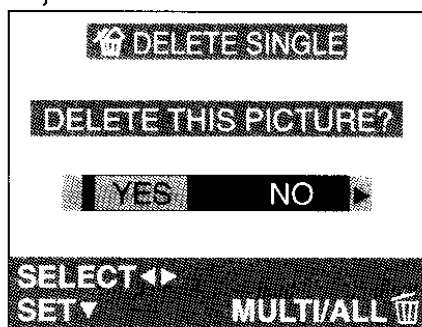 DELETE SINGLE
DELETE THIS PICTURE?
YES NO
SELECT◀▶
SET▼ MULTI/ALL